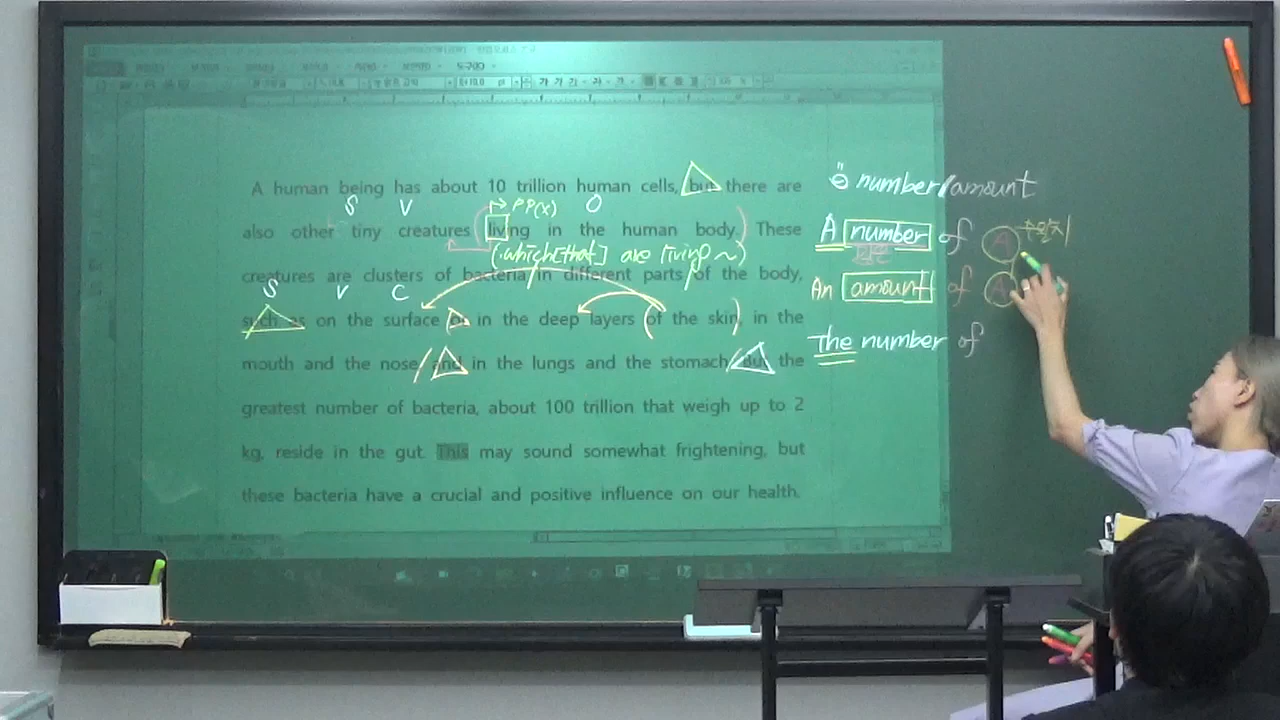 A human being has about 10 trillion human cells, but there are
S V PP(X) O
also other tiny creatures living in the human body. These
(which[that] are living ~)
creatures are clusters of bacteria in different parts of the body,
S V C
such as on the surface or in the deep layers (of the skin), in the
mouth and the nose / and in the lungs and the stomach. / But the
greatest number of bacteria, about 100 trillion that weigh up to 2
kg, reside in the gut. This may sound somewhat frightening, but
these bacteria have a crucial and positive influence on our health.
number/amount
A number of A 수일치
An amount of A
The number of